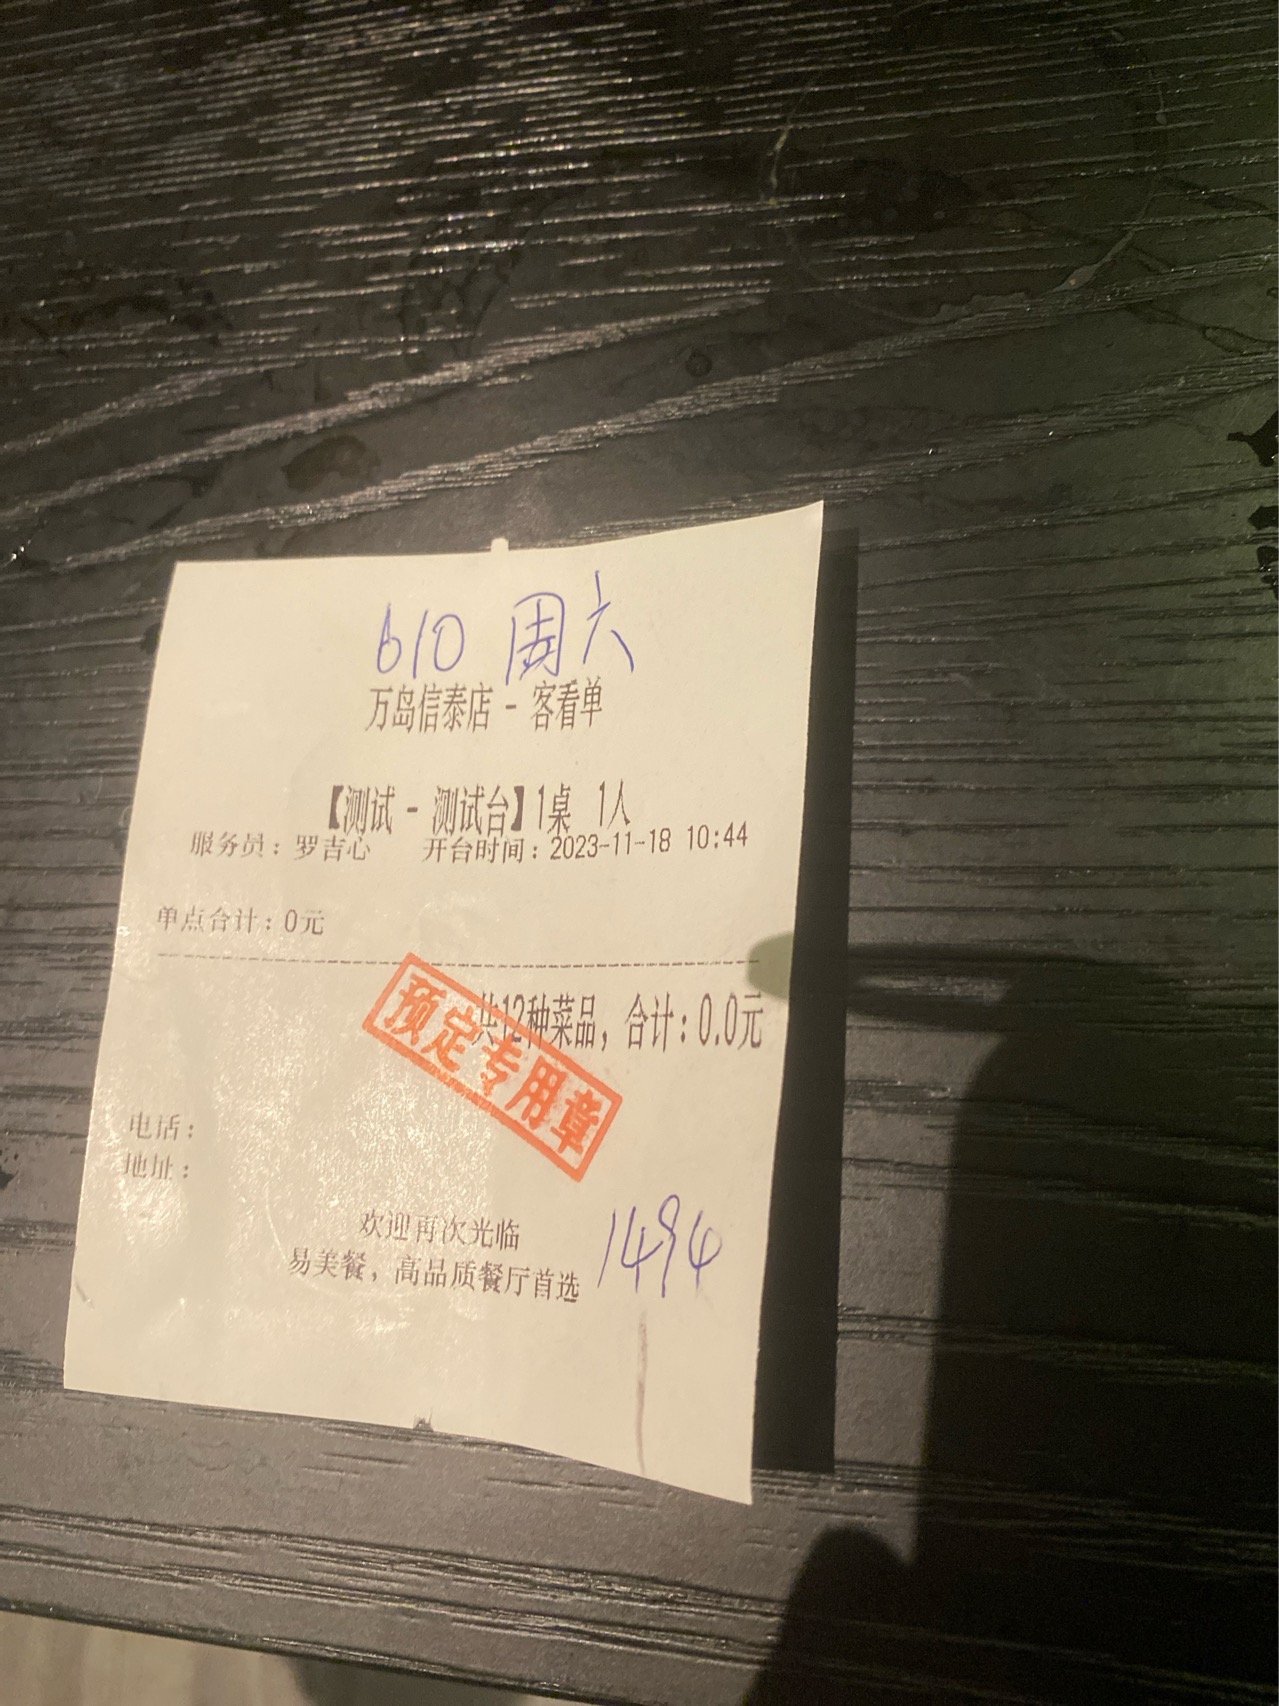 610 周六
万岛信泰店 - 客看单
【测试 - 测试台】1桌 1人
服务员：罗吉心 开台时间：2023-11-18 10:44
单点合计：0元
共12种菜品，合计：0.0元
预定专用章
电话：
地址：
欢迎再次光临
易美餐，高品质餐厅首选
1494